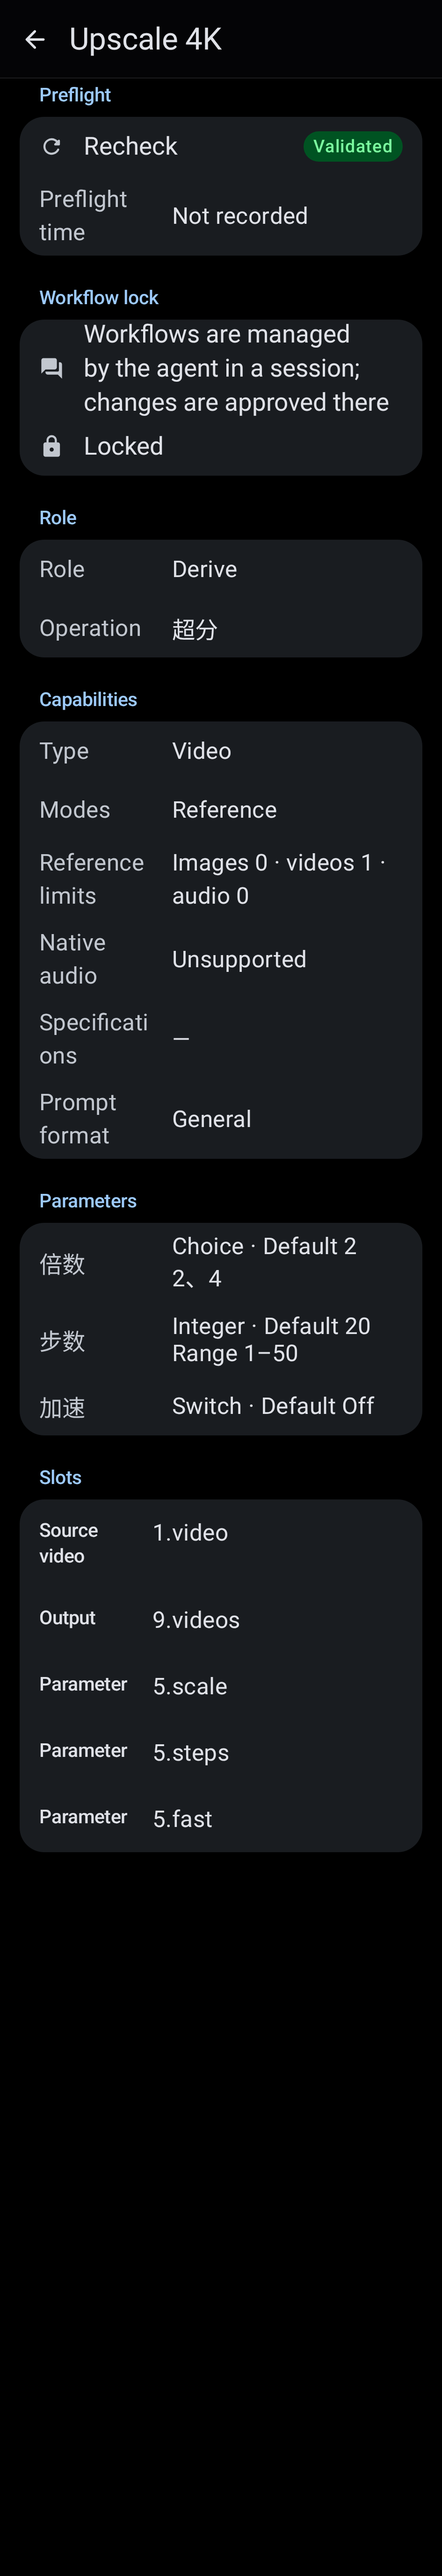 Upscale 4K
Preflight
Recheck
Validated
Preflight
time
Not recorded
Workflow lock
Workflows are managed
by the agent in a session;
changes are approved there
Locked
Role
Role
Derive
Operation
超分
Capabilities
Type
Video
Modes
Reference
Reference
limits
Images 0 · videos 1 ·
audio 0
Native
audio
Unsupported
Specificati
ons
—
Prompt
format
General
Parameters
倍数
Choice · Default 2
2、4
步数
Integer · Default 20
Range 1–50
加速
Switch · Default Off
Slots
Source
video
1.video
Output
9.videos
Parameter
5.scale
Parameter
5.steps
Parameter
5.fast